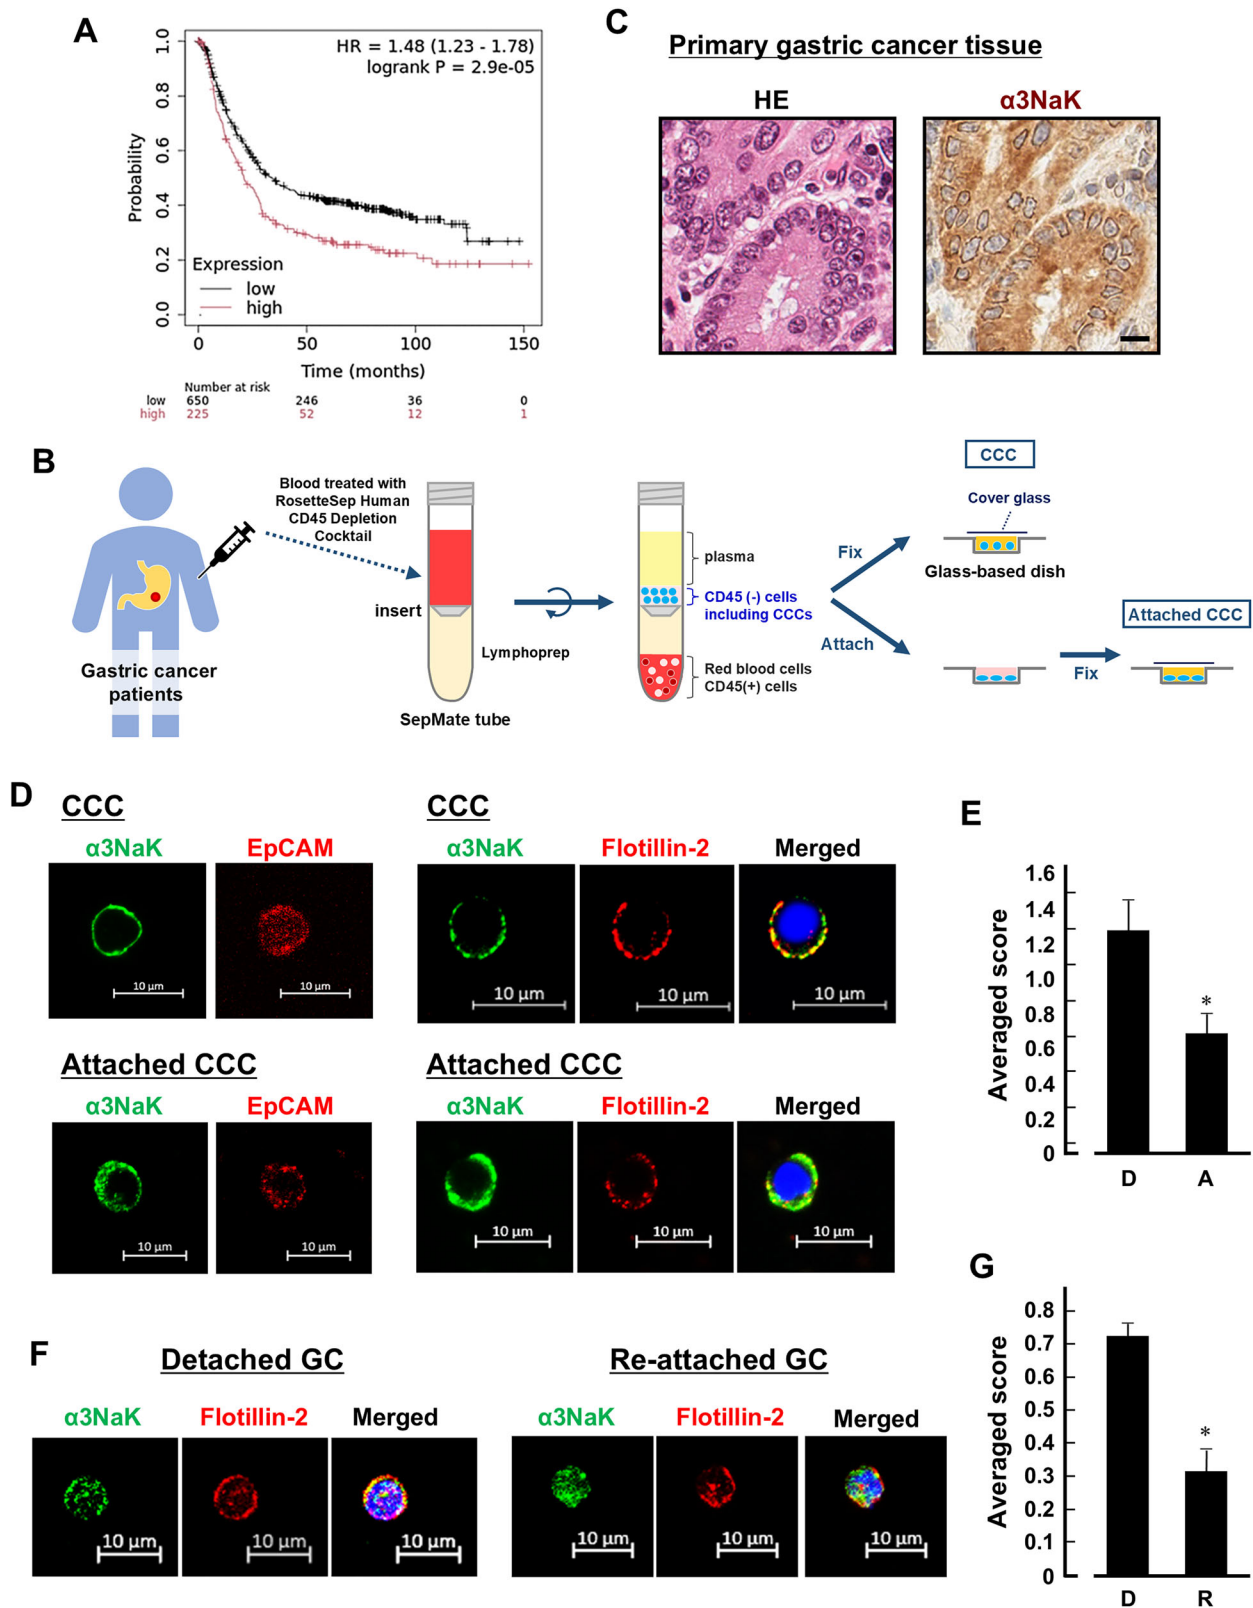 A
HR = 1.48 (1.23 - 1.78)
logrank P = 2.9e-05
Probability
1.0
0.8
0.6
0.4
0.2
0.0
Expression
low
high
0
50
100
150
Time (months)
Number at risk
low 650 246 36 0
high 225 52 12 1
C
Primary gastric cancer tissue
HE
α3NaK
B
Gastric cancer
patients
Blood treated with
RosetteSep Human
CD45 Depletion
Cocktail
insert
Lymphoprep
SepMate tube
plasma
CD45 (-) cells
including CCCs
Red blood cells
CD45(+) cells
Fix
Attach
CCC
Cover glass
Glass-based dish
Fix
Attached CCC
D
CCC
α3NaK
EpCAM
10 μm
10 μm
CCC
α3NaK
Flotillin-2
Merged
10 μm
10 μm
10 μm
Attached CCC
α3NaK
EpCAM
10 μm
10 μm
Attached CCC
α3NaK
Flotillin-2
Merged
10 μm
10 μm
10 μm
E
Averaged score
1.6
1.4
1.2
1.0
0.8
0.6
0.4
0.2
0
*
D
A
F
Detached GC
α3NaK
Flotillin-2
Merged
10 μm
10 μm
10 μm
Re-attached GC
α3NaK
Flotillin-2
Merged
10 μm
10 μm
10 μm
G
Averaged score
0.8
0.7
0.6
0.5
0.4
0.3
0.2
0.1
0
*
D
R